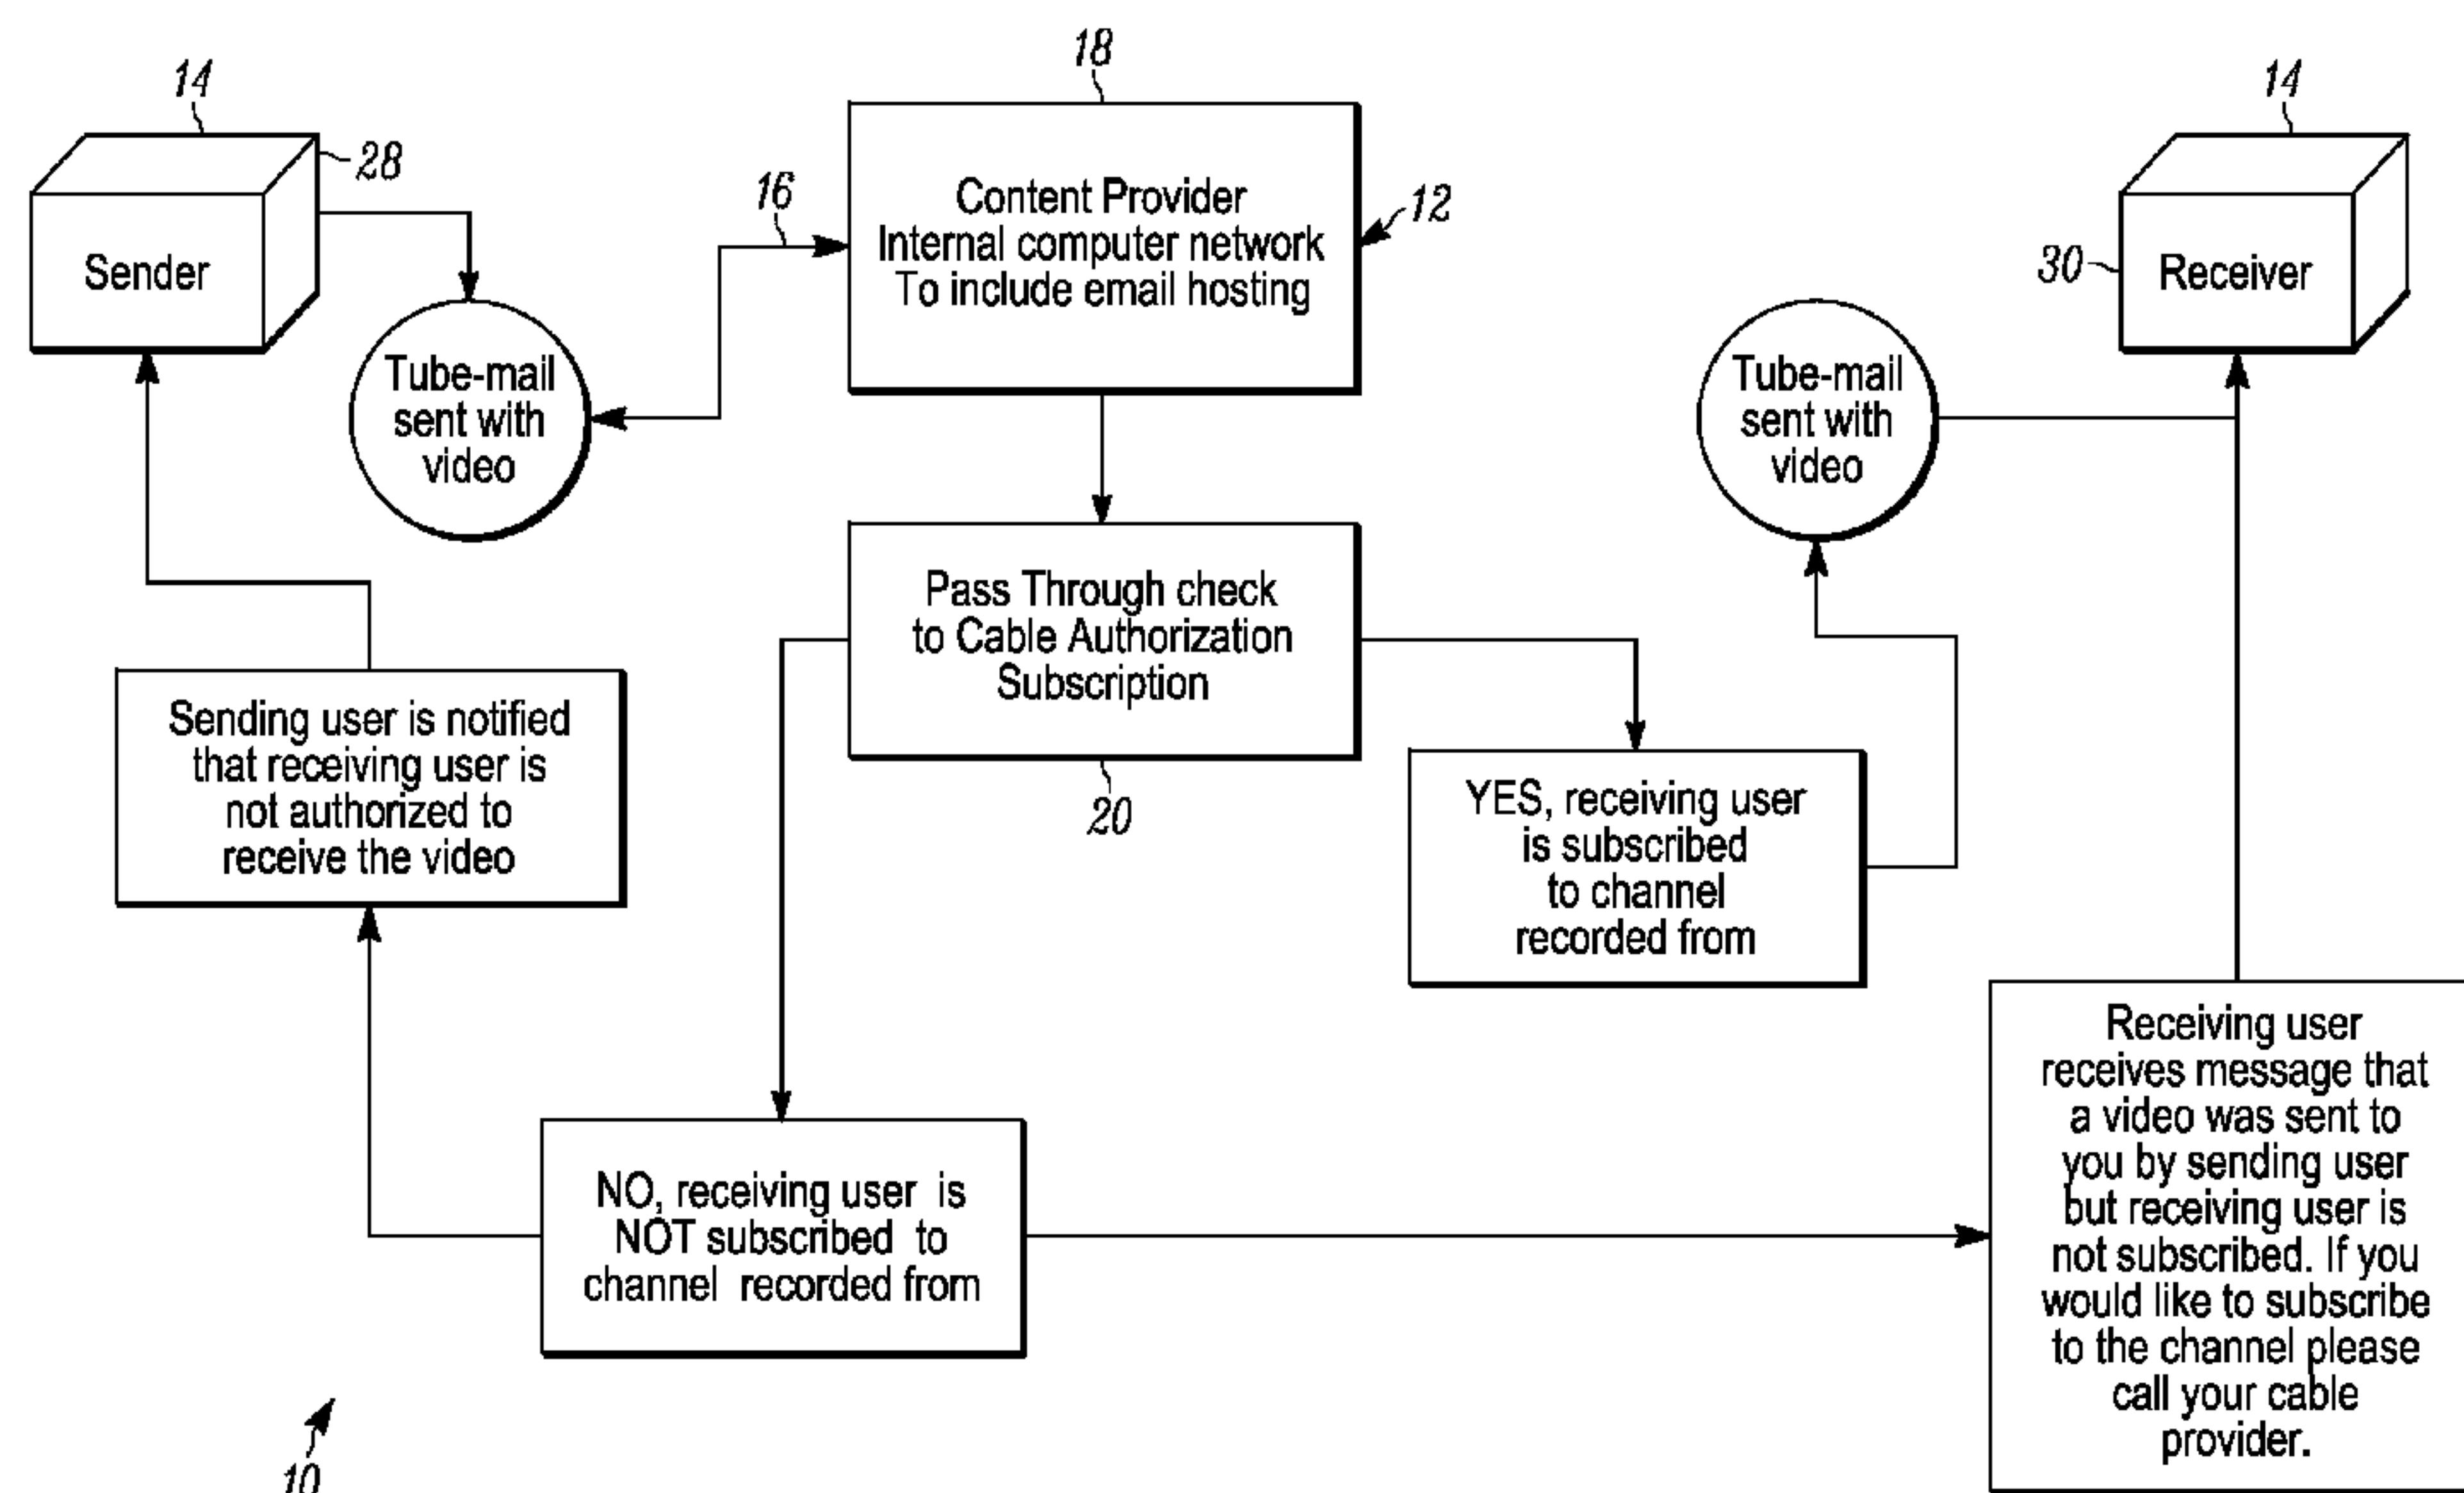 18
14
14
28
16
12
Content Provider
Internal computer network
To include email hosting
Sender
30
Receiver
Tube-mail
sent with
video
Tube-mail
sent with
video
Pass Through check
to Cable Authorization
Subscription
20
Sending user is notified
that receiving user is
not authorized to
receive the video
YES, receiving user
is subscribed
to channel
recorded from
NO, receiving user is
NOT subscribed to
channel recorded from
Receiving user
receives message that
a video was sent to
you by sending user
but receiving user is
not subscribed. If you
would like to subscribe
to the channel please
call your cable
provider.
10